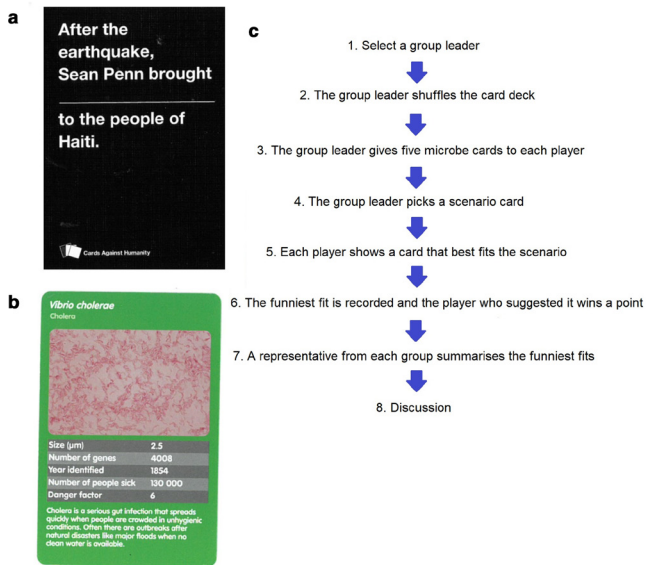 a
After the
earthquake,
Sean Penn brought
to the people of
Haiti.
Cards Against Humanity
b
Vibrio cholerae
Cholera
Size (µm) 2.5
Number of genes 4008
Year identified 1854
Number of people sick 130 000
Danger factor 6
Cholera is a serious gut infection that spreads
quickly when people are crowded in unhygienic
conditions. Often there are outbreaks after
natural disasters like major floods when no
clean water is available.
c
1. Select a group leader
2. The group leader shuffles the card deck
3. The group leader gives five microbe cards to each player
4. The group leader picks a scenario card
5. Each player shows a card that best fits the scenario
6. The funniest fit is recorded and the player who suggested it wins a point
7. A representative from each group summarises the funniest fits
8. Discussion